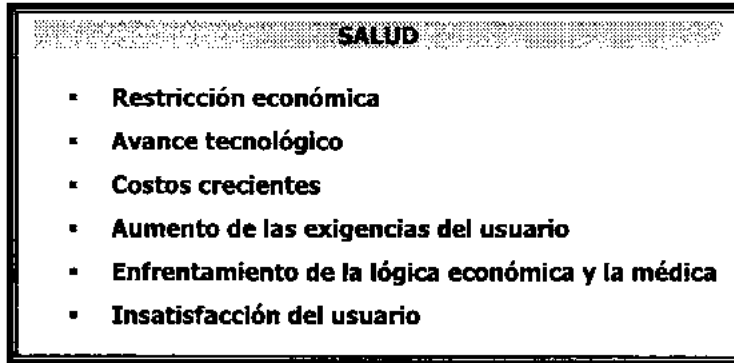 SALUD
▪ Restricción económica
▪ Avance tecnológico
▪ Costos crecientes
▪ Aumento de las exigencias del usuario
▪ Enfrentamiento de la lógica económica y la médica
▪ Insatisfacción del usuario